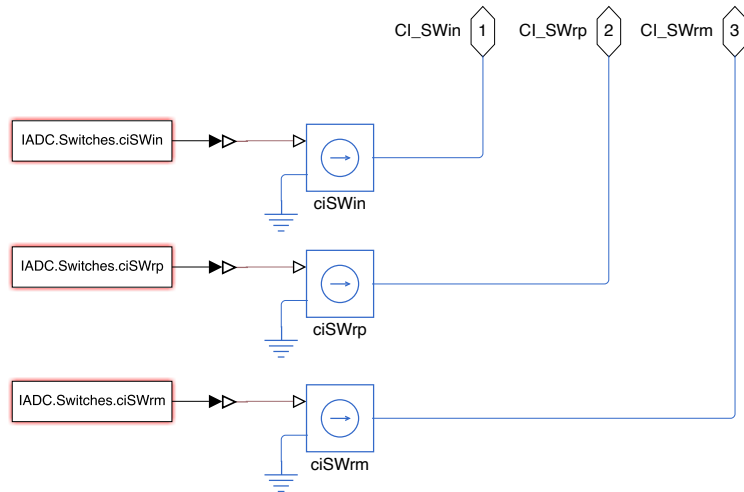 CI_SWin 1 CI_SWrp 2 CI_SWrm 3
IADC.Switches.ciSWin
ciSWin
IADC.Switches.ciSWrp
ciSWrp
IADC.Switches.ciSWrm
ciSWrm